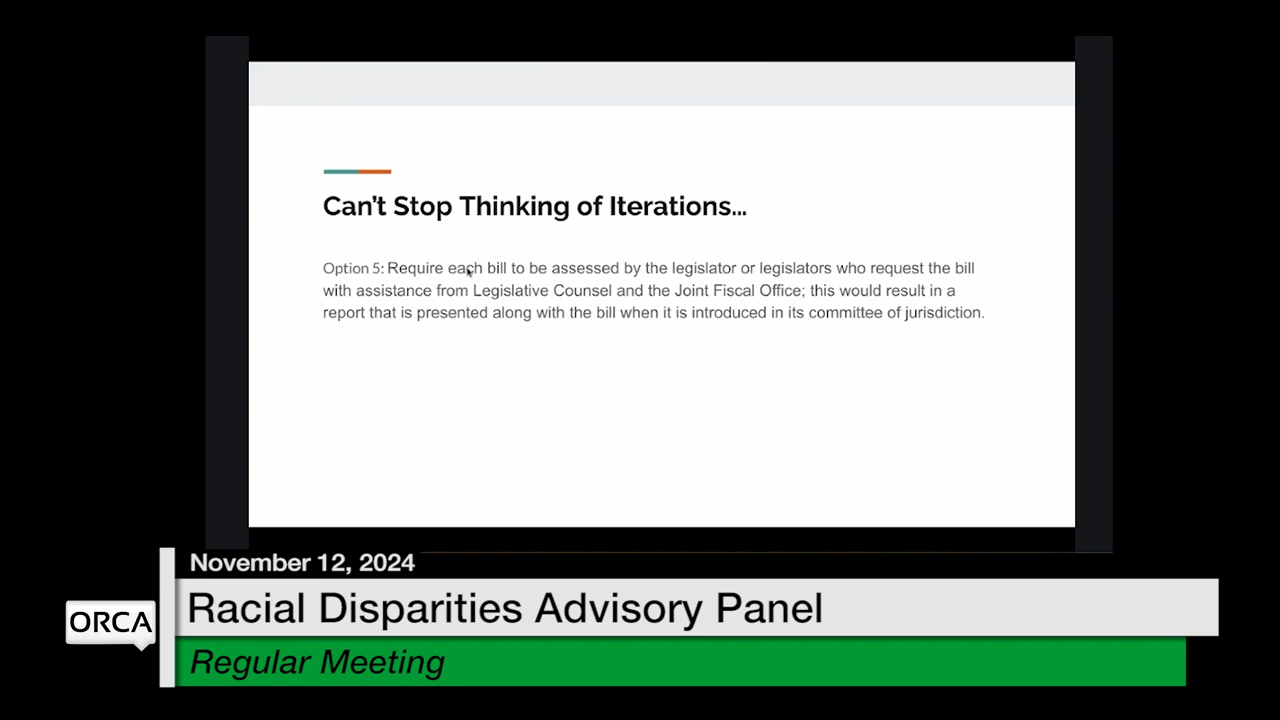 Can't Stop Thinking of Iterations...
Option 5: Require each bill to be assessed by the legislator or legislators who request the bill
with assistance from Legislative Counsel and the Joint Fiscal Office; this would result in a
report that is presented along with the bill when it is introduced in its committee of jurisdiction.
November 12, 2024
Racial Disparities Advisory Panel
ORCA
Regular Meeting